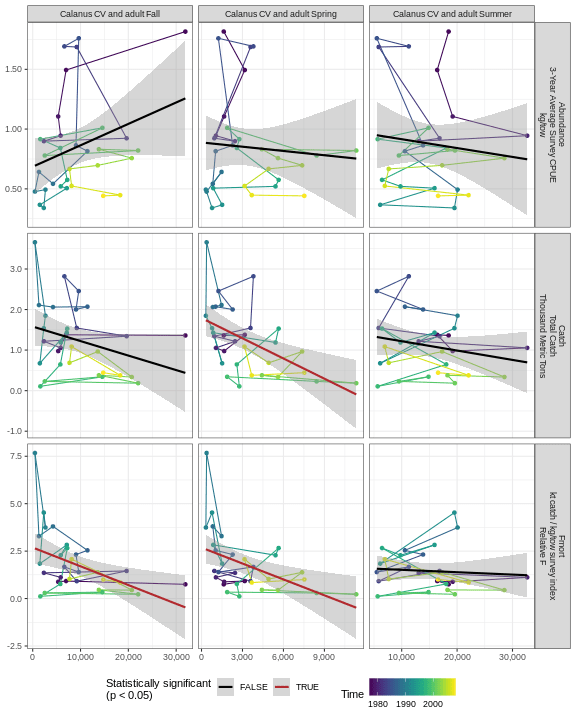 Calanus CV and adult Fall
Calanus CV and adult Spring
Calanus CV and adult Summer
1.50
1.00
0.50
Abundance
3-Year Average Survey CPUE
kg/tow
3.0
2.0
1.0
0.0
-1.0
Catch
Total Catch
Thousand Metric Tons
7.5
5.0
2.5
0.0
-2.5
Fmort
kt catch / kg/tow survey index
Relative F
0 10,000 20,000 30,000
0 3,000 6,000 9,000
10,000 20,000 30,000
Statistically significant
(p < 0.05)
FALSE
TRUE
Time
1980 1990 2000